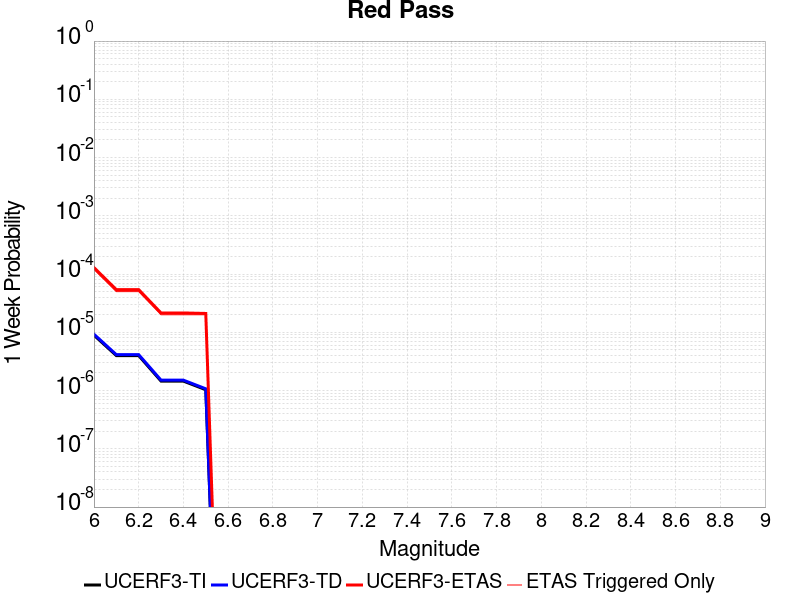 Red Pass
10^0
10^-1
10^-2
10^-3
10^-4
10^-5
10^-6
10^-7
10^-8
1 Week Probability
6 6.2 6.4 6.6 6.8 7 7.2 7.4 7.6 7.8 8 8.2 8.4 8.6 8.8 9
Magnitude
UCERF3-TI UCERF3-TD UCERF3-ETAS ETAS Triggered Only